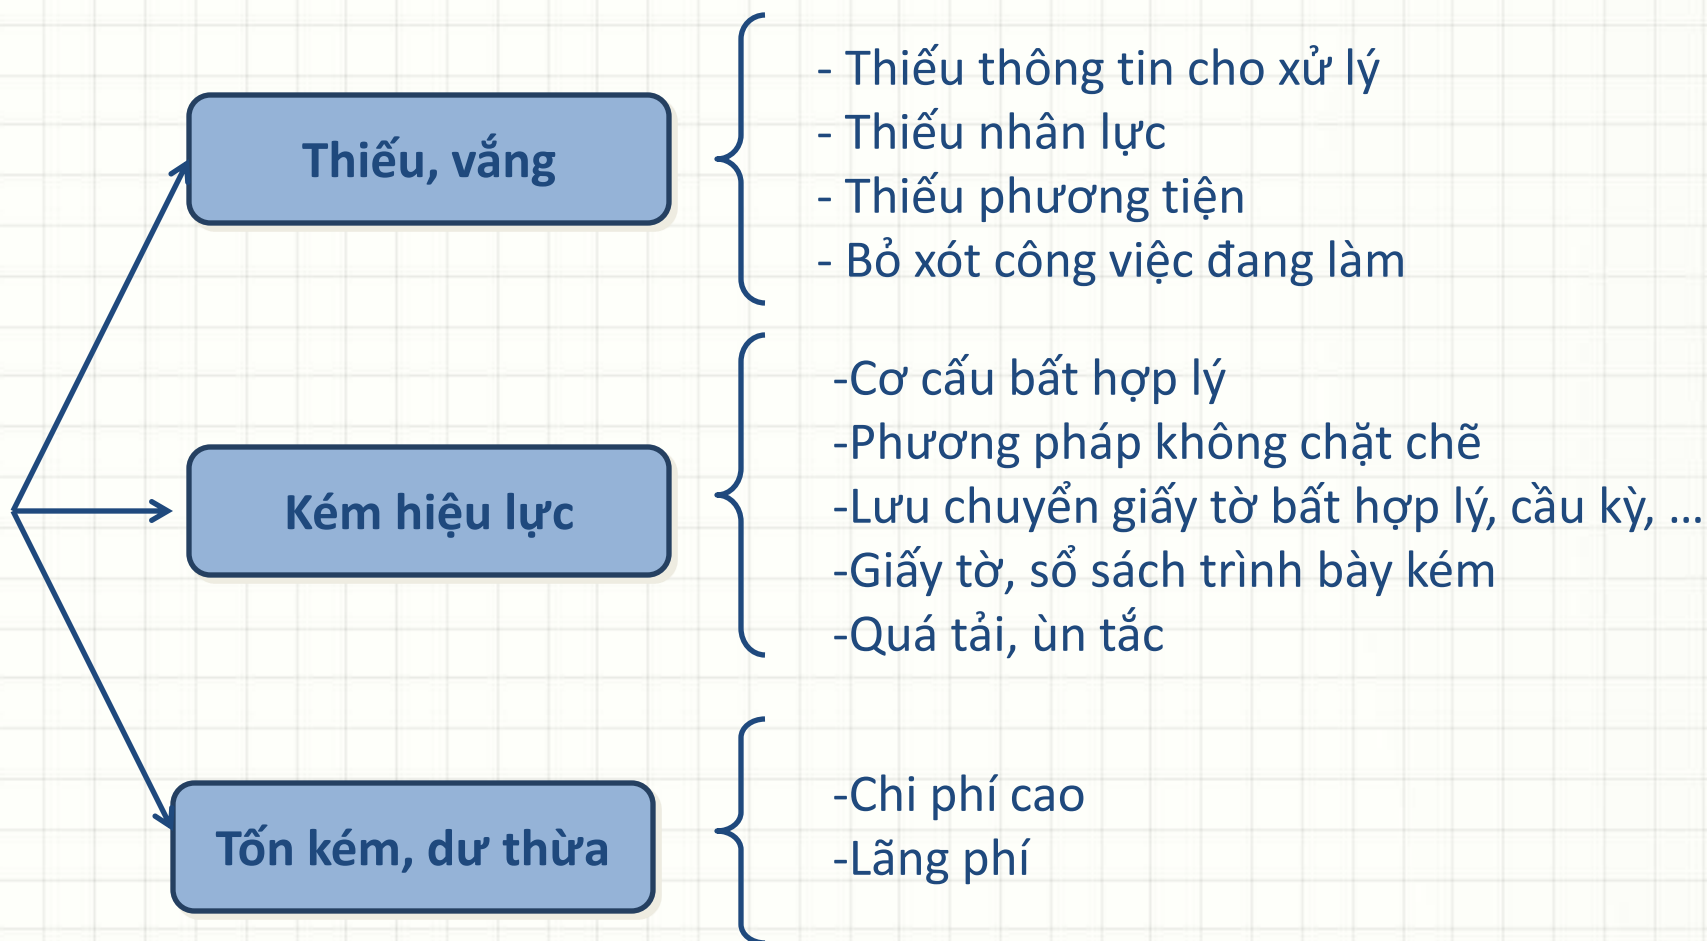 Thiếu, vắng
- Thiếu thông tin cho xử lý
- Thiếu nhân lực
- Thiếu phương tiện
- Bỏ xót công việc đang làm
Kém hiệu lực
-Cơ cấu bất hợp lý
-Phương pháp không chặt chẽ
-Lưu chuyển giấy tờ bất hợp lý, cầu kỳ, ...
-Giấy tờ, sổ sách trình bày kém
-Quá tải, ùn tắc
Tốn kém, dư thừa
-Chi phí cao
-Lãng phí